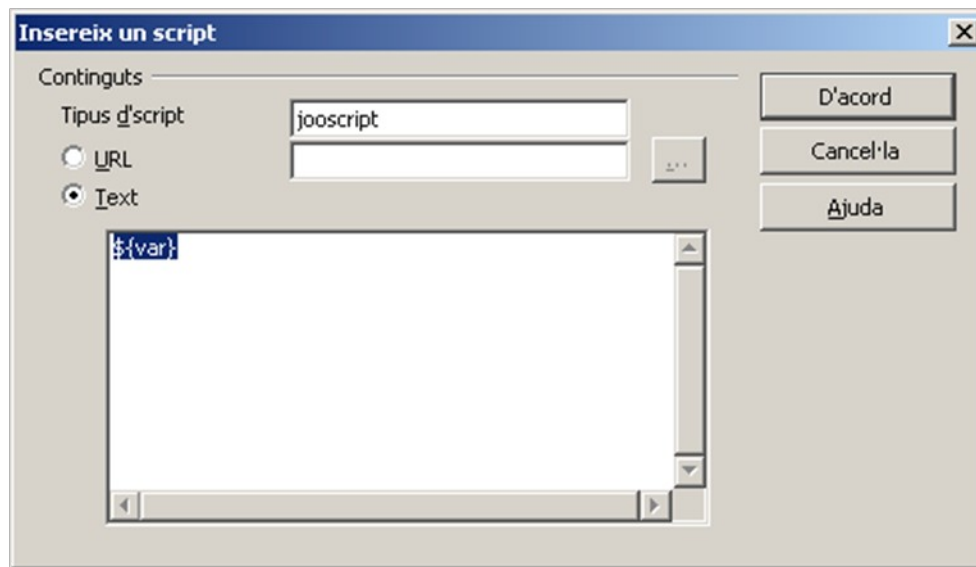 Insereix un script
Continguts
Tipus d'script
jooscript
URL
...
Text
${var}
D'acord
Cancel·la
Ajuda